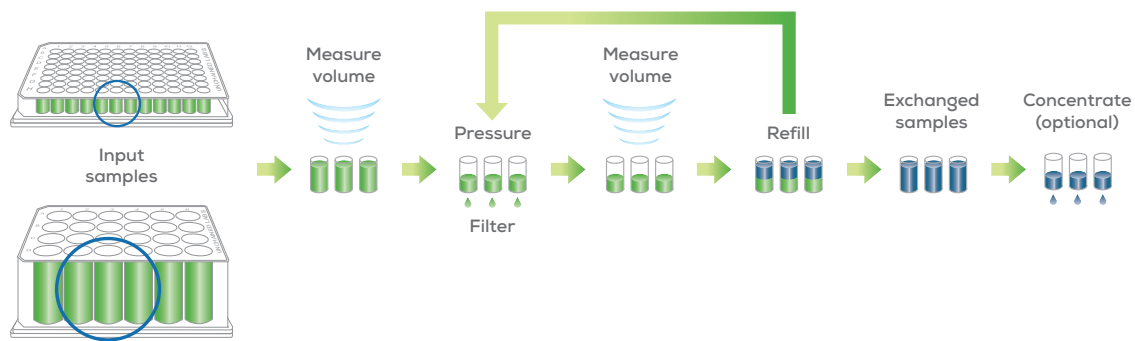 Measure
volume
Measure
volume
Pressure
Refill
Exchanged
samples
Concentrate
(optional)
Input
samples
Filter